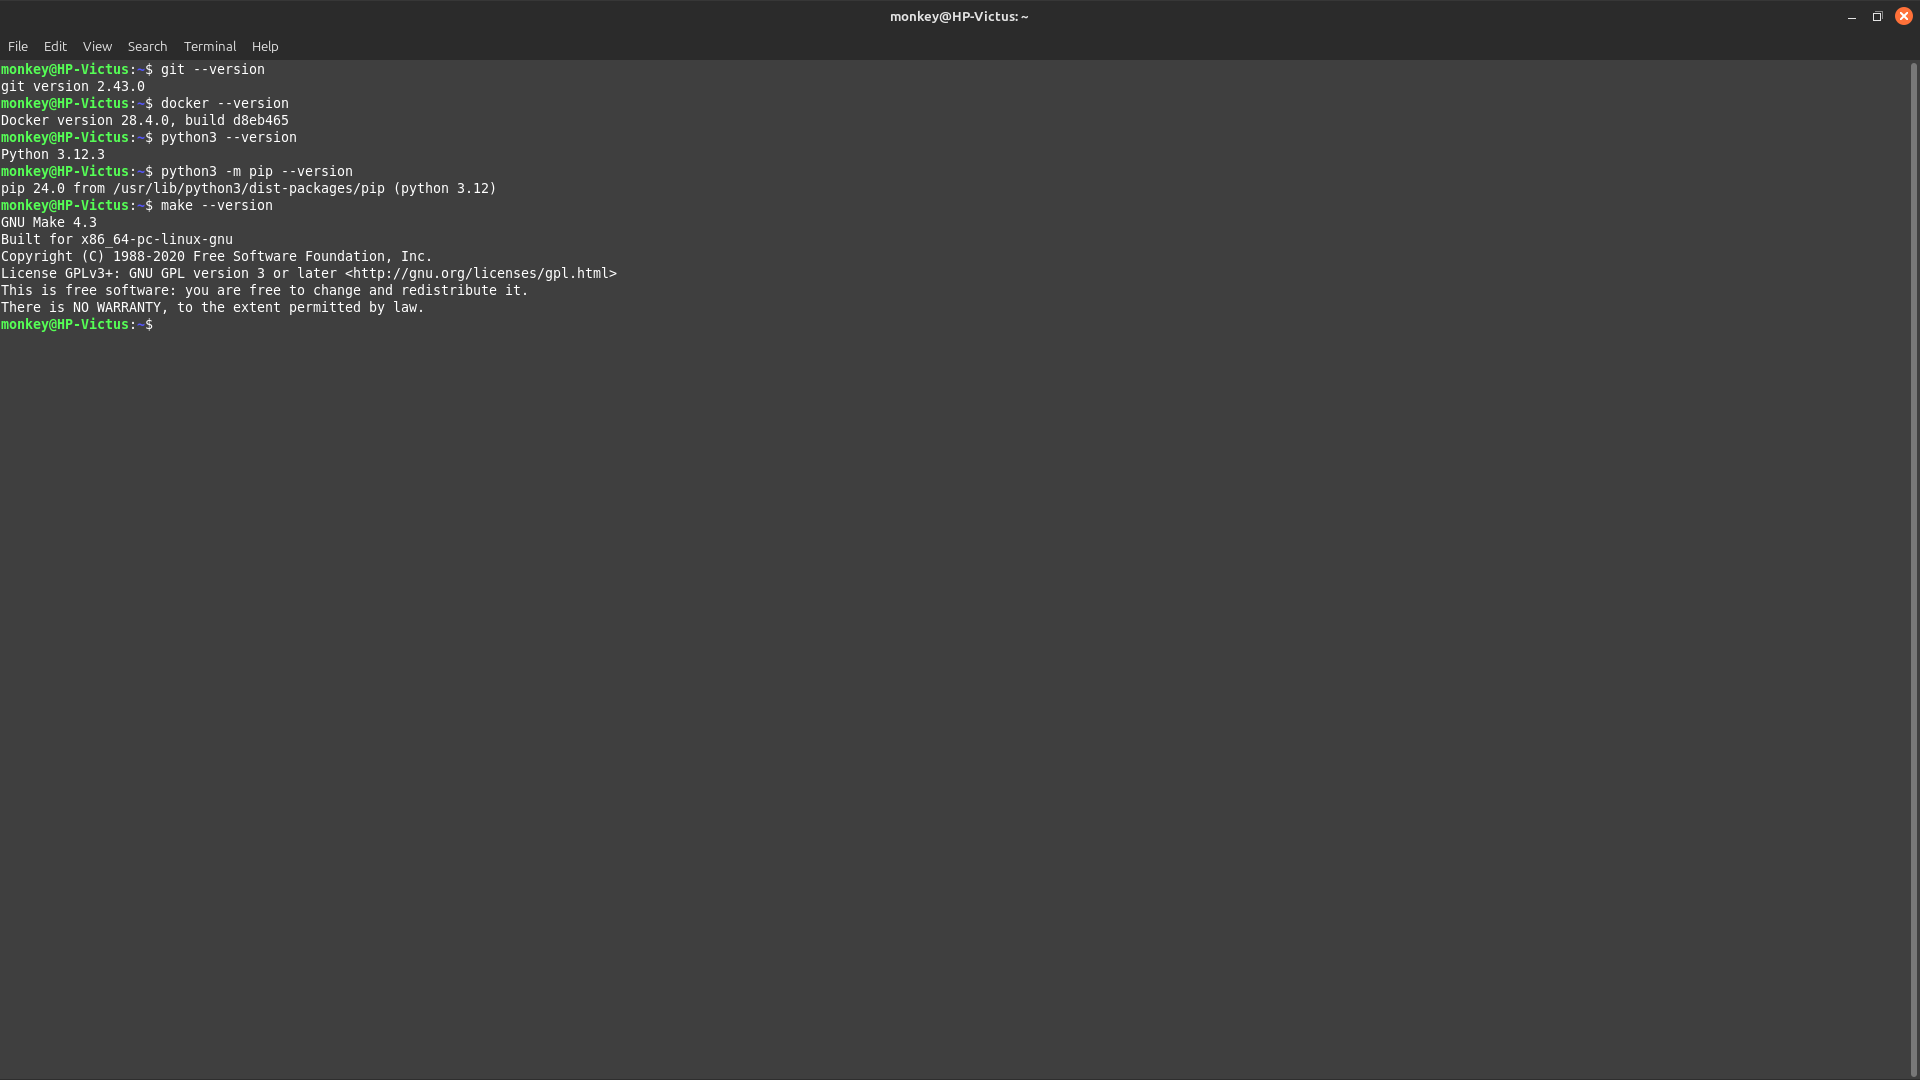 monkey@HP-Victus: ~
File Edit View Search Terminal Help
monkey@HP-Victus:~$ git --version
git version 2.43.0
monkey@HP-Victus:~$ docker --version
Docker version 28.4.0, build d8eb465
monkey@HP-Victus:~$ python3 --version
Python 3.12.3
monkey@HP-Victus:~$ python3 -m pip --version
pip 24.0 from /usr/lib/python3/dist-packages/pip (python 3.12)
monkey@HP-Victus:~$ make --version
GNU Make 4.3
Built for x86_64-pc-linux-gnu
Copyright (C) 1988-2020 Free Software Foundation, Inc.
License GPLv3+: GNU GPL version 3 or later <http://gnu.org/licenses/gpl.html>
This is free software: you are free to change and redistribute it.
There is NO WARRANTY, to the extent permitted by law.
monkey@HP-Victus:~$